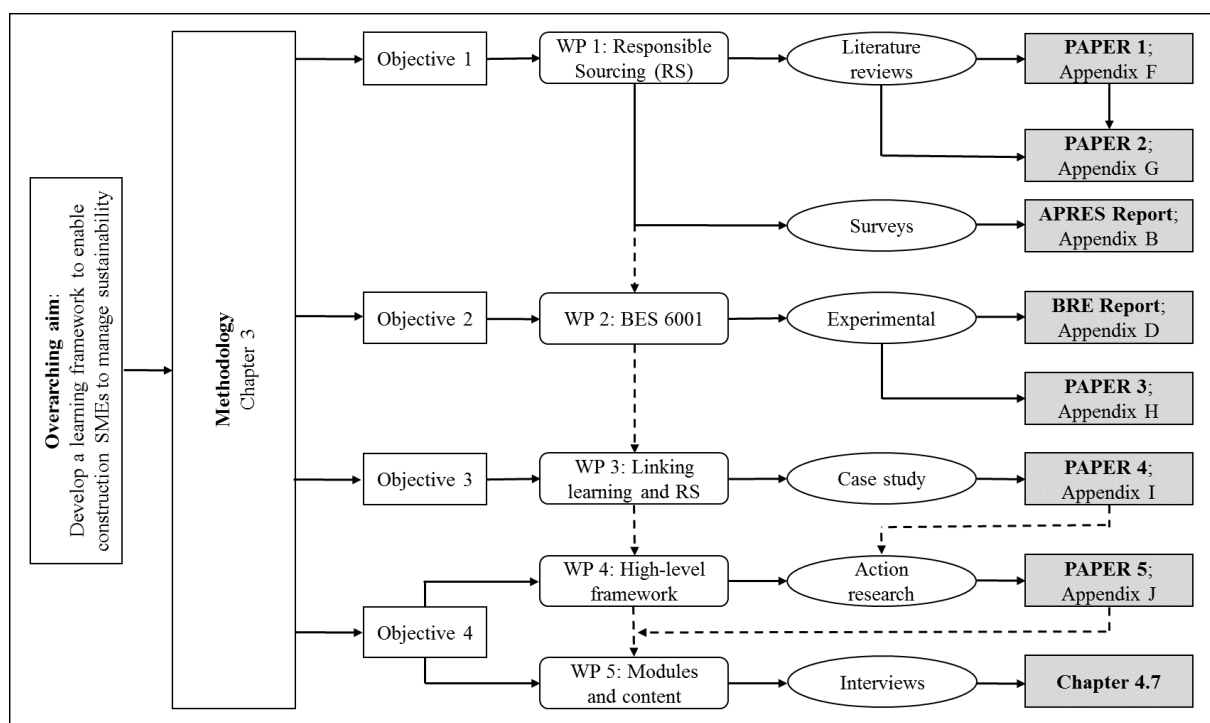 Overarching aim:
Develop a learning framework to enable
construction SMEs to manage sustainability
Methodology
Chapter 3
Objective 1
WP 1: Responsible
Sourcing (RS)
Literature
reviews
PAPER 1;
Appendix F
PAPER 2;
Appendix G
Surveys
APRES Report;
Appendix B
Objective 2
WP 2: BES 6001
Experimental
BRE Report;
Appendix D
PAPER 3;
Appendix H
Objective 3
WP 3: Linking
learning and RS
Case study
PAPER 4;
Appendix I
Objective 4
WP 4: High-level
framework
Action
research
PAPER 5;
Appendix J
WP 5: Modules
and content
Interviews
Chapter 4.7